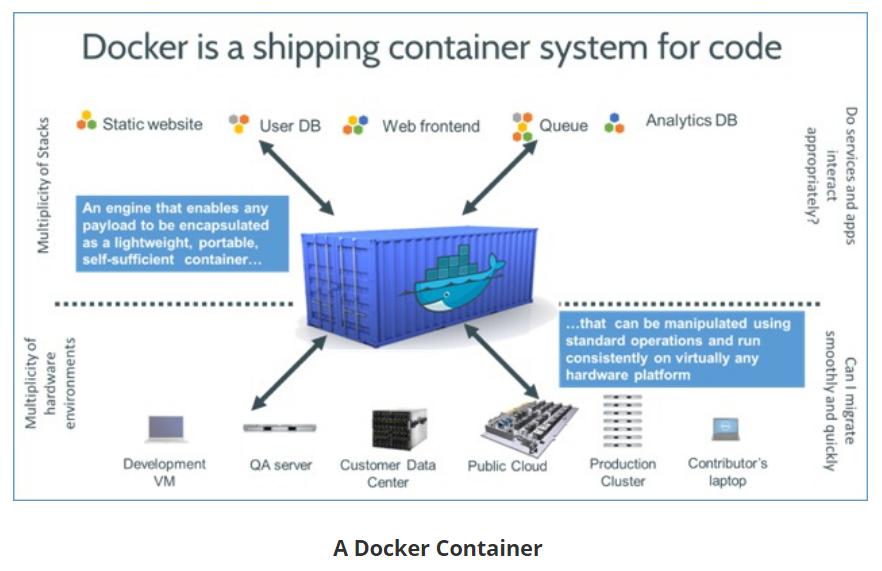 Docker is a shipping container system for code
Multiplicity of Stacks
Static website
User DB
Web frontend
Queue
Analytics DB
Do services and apps
interact
appropriately?
An engine that enables any
payload to be encapsulated
as a lightweight, portable,
self-sufficient container...
...that can be manipulated using
standard operations and run
consistently on virtually any
hardware platform
Multiplicity of
hardware
environments
Development
VM
QA server
Customer Data
Center
Public Cloud
Production
Cluster
Contributor's
laptop
Can I migrate
smoothly and quickly
A Docker Container